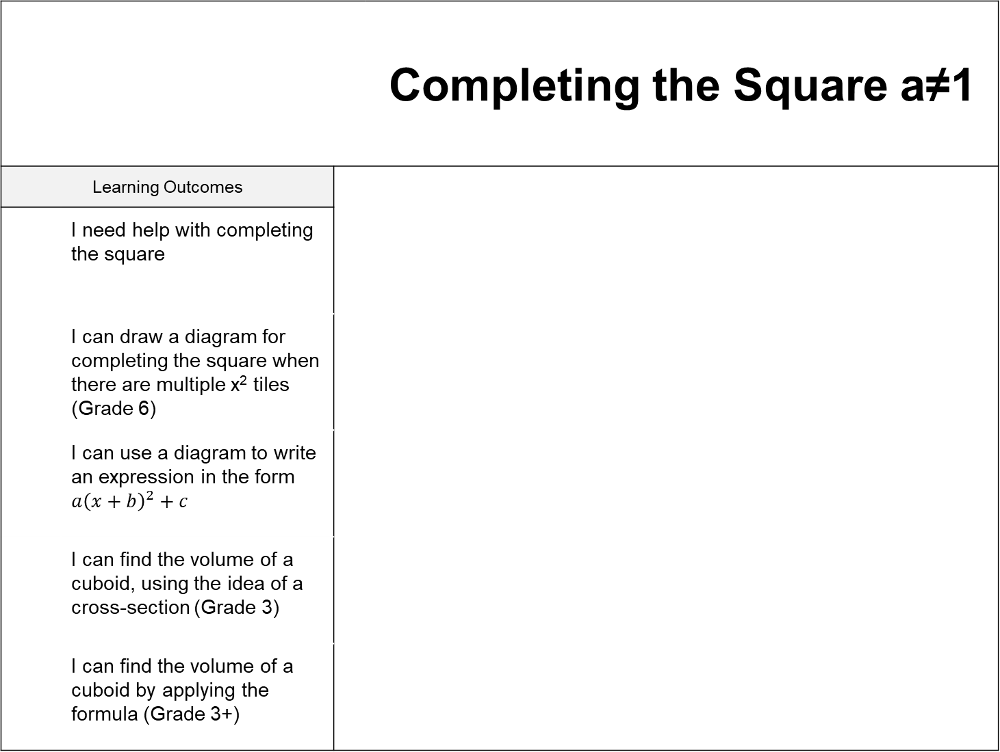 Completing the Square a≠1
Learning Outcomes
I need help with completing
the square
I can draw a diagram for
completing the square when
there are multiple x² tiles
(Grade 6)
I can use a diagram to write
an expression in the form
𝑎(𝑥 + 𝑏)² + 𝑐
I can find the volume of a
cuboid, using the idea of a
cross-section (Grade 3)
I can find the volume of a
cuboid by applying the
formula (Grade 3+)